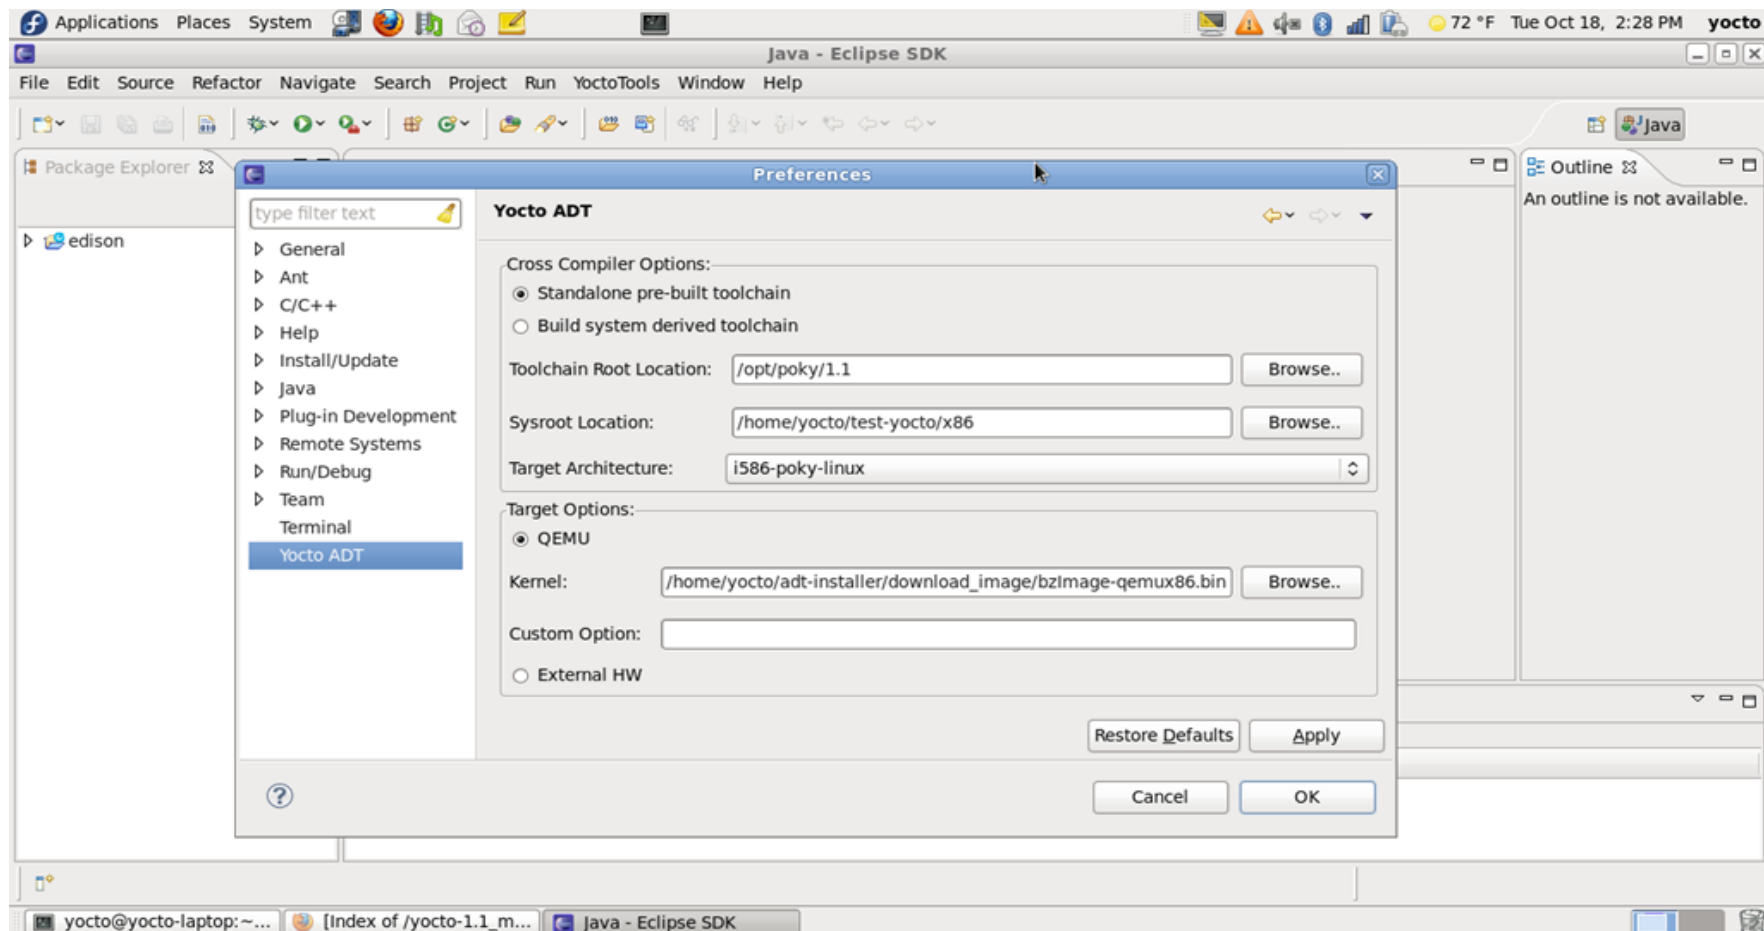 Applications Places System 72 °F Tue Oct 18, 2:28 PM yocto
Java - Eclipse SDK
File Edit Source Refactor Navigate Search Project Run YoctoTools Window Help
Java
Package Explorer
Outline
An outline is not available.
edison
Preferences
type filter text
General
Ant
C/C++
Help
Install/Update
Java
Plug-in Development
Remote Systems
Run/Debug
Team
Terminal
Yocto ADT
Yocto ADT
Cross Compiler Options:
Standalone pre-built toolchain
Build system derived toolchain
Toolchain Root Location: /opt/poky/1.1 Browse..
Sysroot Location: /home/yocto/test-yocto/x86 Browse..
Target Architecture: i586-poky-linux
Target Options:
QEMU
Kernel: /home/yocto/adt-installer/download_image/bzImage-qemux86.bin Browse..
Custom Option:
External HW
Restore Defaults Apply
? Cancel OK
yocto@yocto-laptop:~... [Index of /yocto-1.1_m... Java - Eclipse SDK